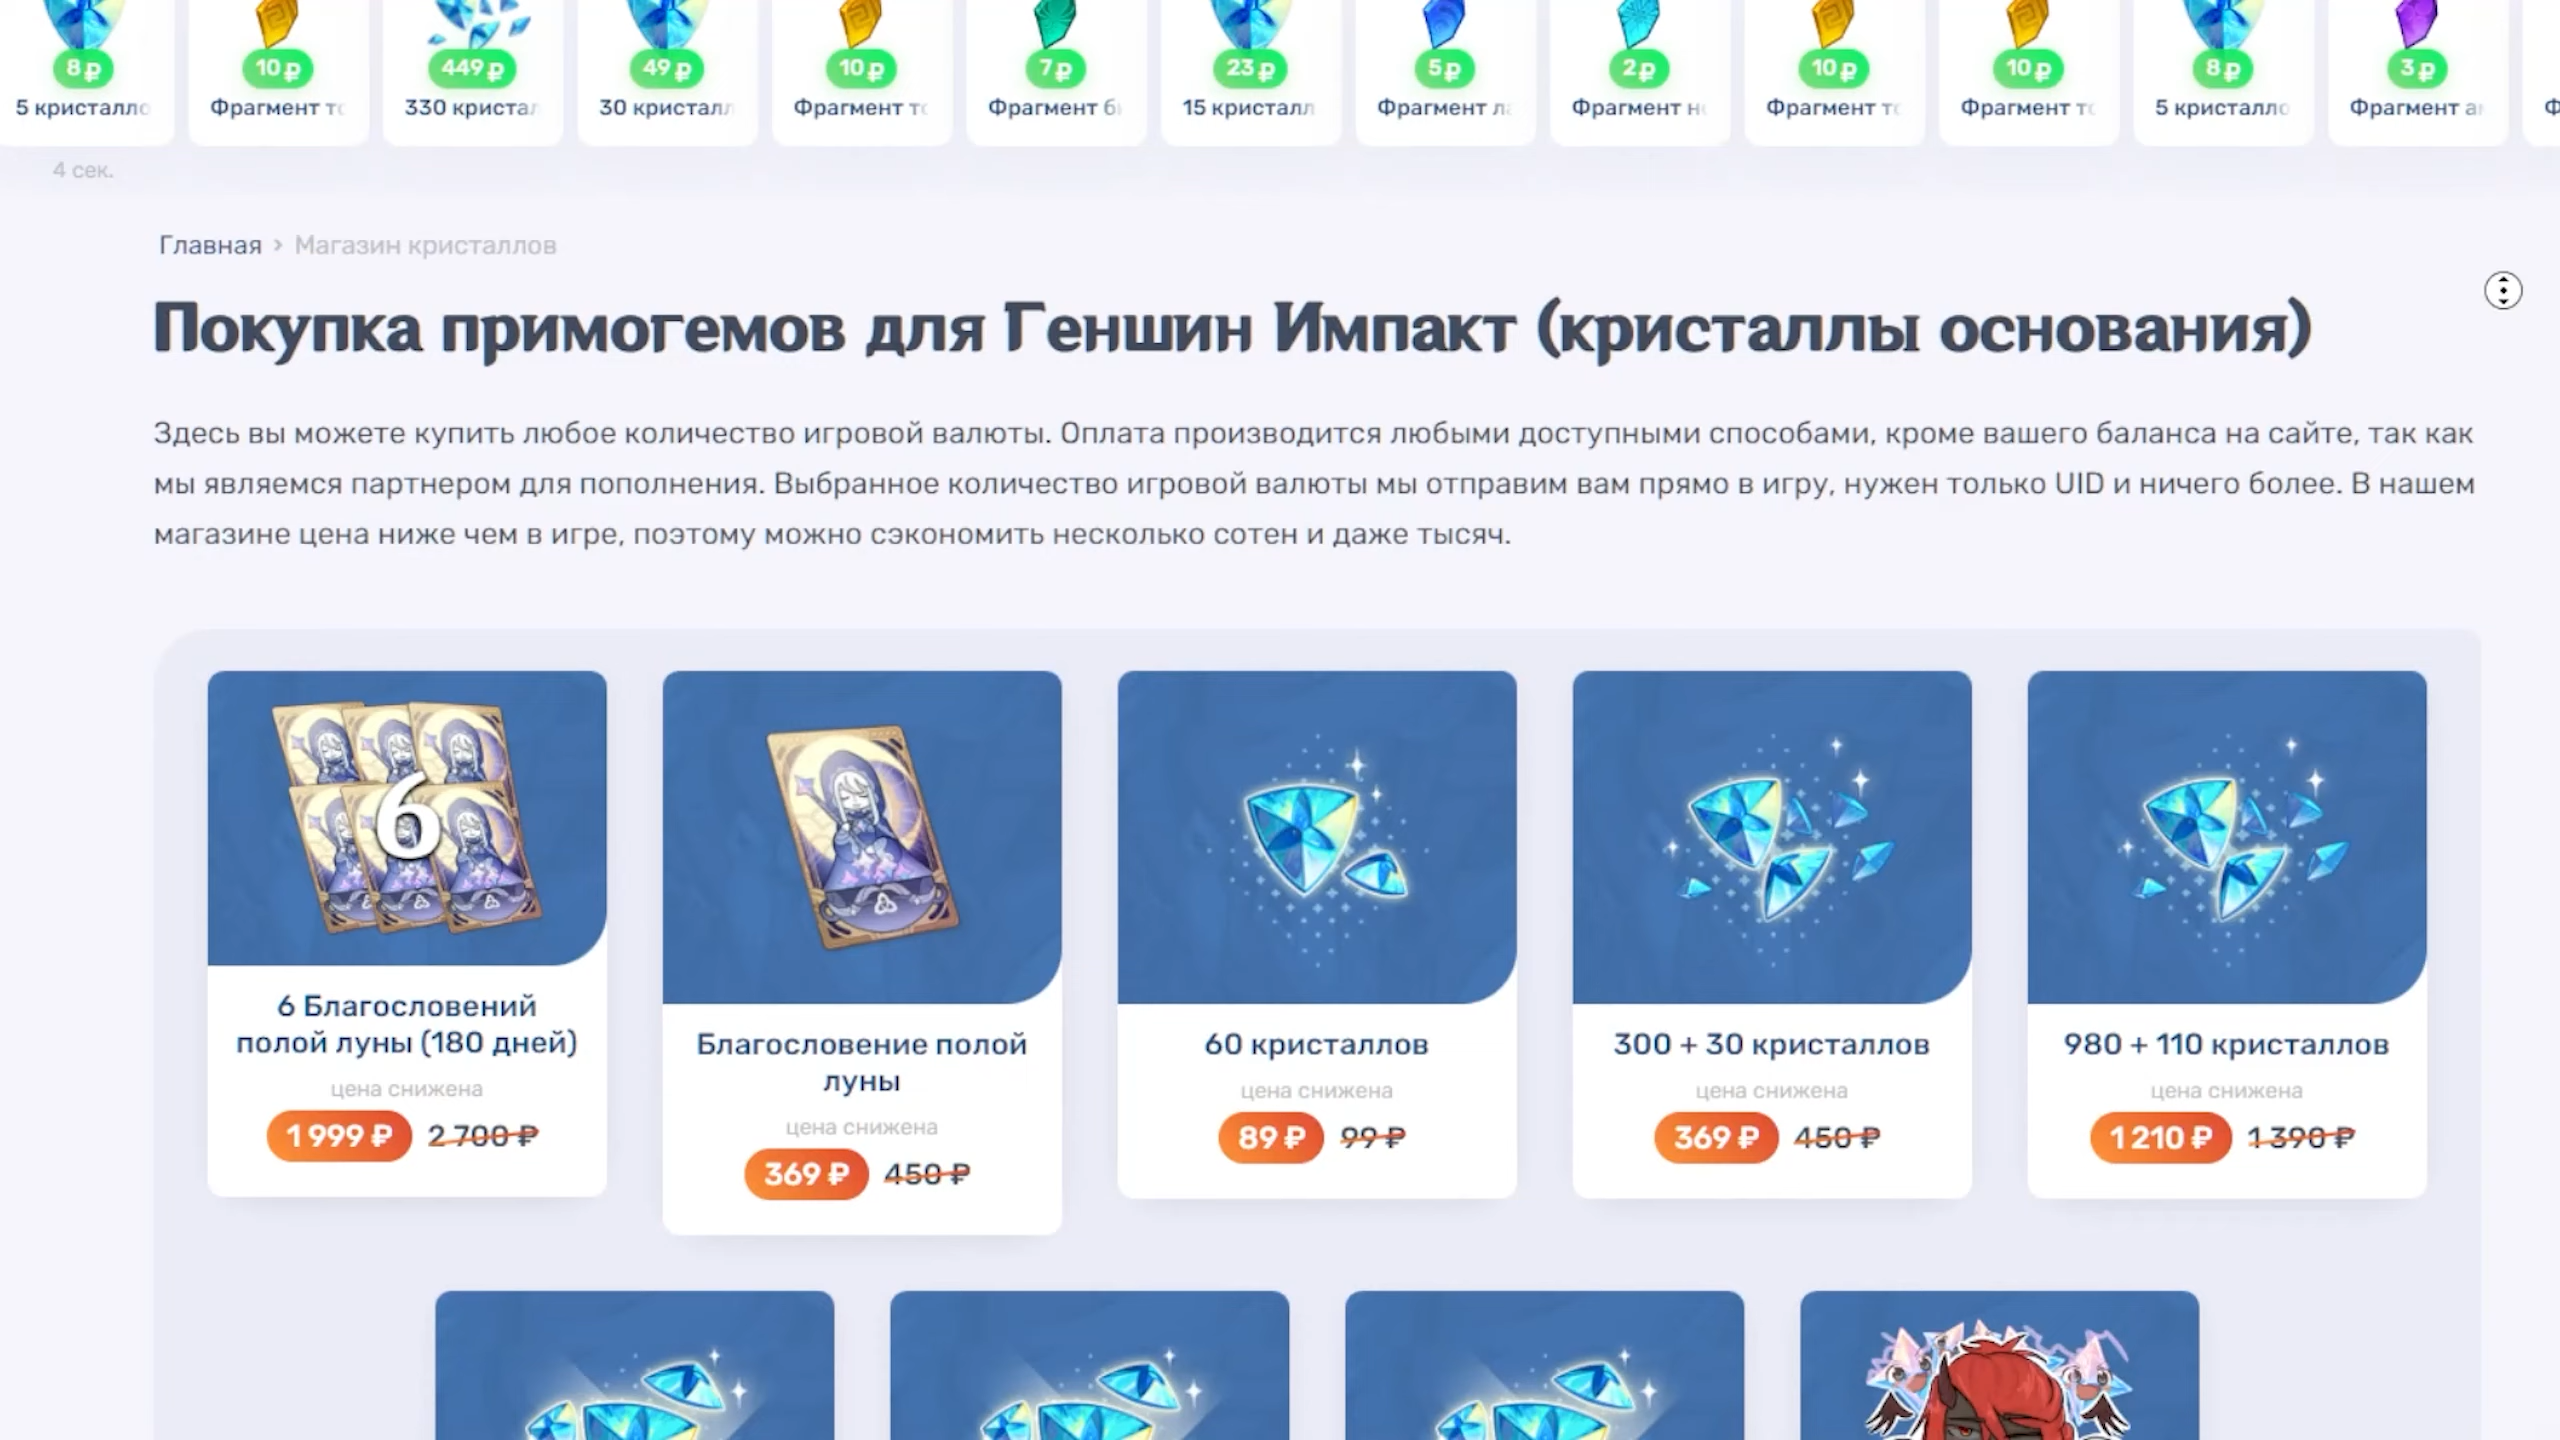 8 ₽
10 ₽
449 ₽
49 ₽
10 ₽
7 ₽
23 ₽
5 ₽
2 ₽
10 ₽
10 ₽
8 ₽
3 ₽
5 кристалло
Фрагмент то
330 кристал
30 кристалл
Фрагмент то
Фрагмент б
15 кристалл
Фрагмент ла
Фрагмент не
Фрагмент то
Фрагмент то
5 кристалло
Фрагмент а
4 сек.
Главная › Магазин кристаллов
Покупка примогемов для Геншин Импакт (кристаллы основания)
Здесь вы можете купить любое количество игровой валюты. Оплата производится любыми доступными способами, кроме вашего баланса на сайте, так как
мы являемся партнером для пополнения. Выбранное количество игровой валюты мы отправим вам прямо в игру, нужен только UID и ничего более. В нашем
магазине цена ниже чем в игре, поэтому можно сэкономить несколько сотен и даже тысяч.
6
6 Благословений
полой луны (180 дней)
цена снижена
1 999 ₽ 2 700 ₽
Благословение полой
луны
цена снижена
369 ₽ 450 ₽
60 кристаллов
цена снижена
89 ₽ 99 ₽
300 + 30 кристаллов
цена снижена
369 ₽ 450 ₽
980 + 110 кристаллов
цена снижена
1 210 ₽ 1 390 ₽